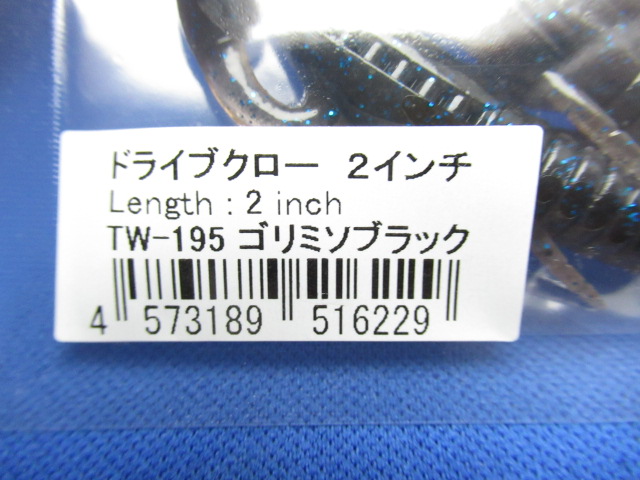 ドライブクロー　2インチ
Length : 2 inch
TW-195 ゴリミソブラック
4 573189 516229